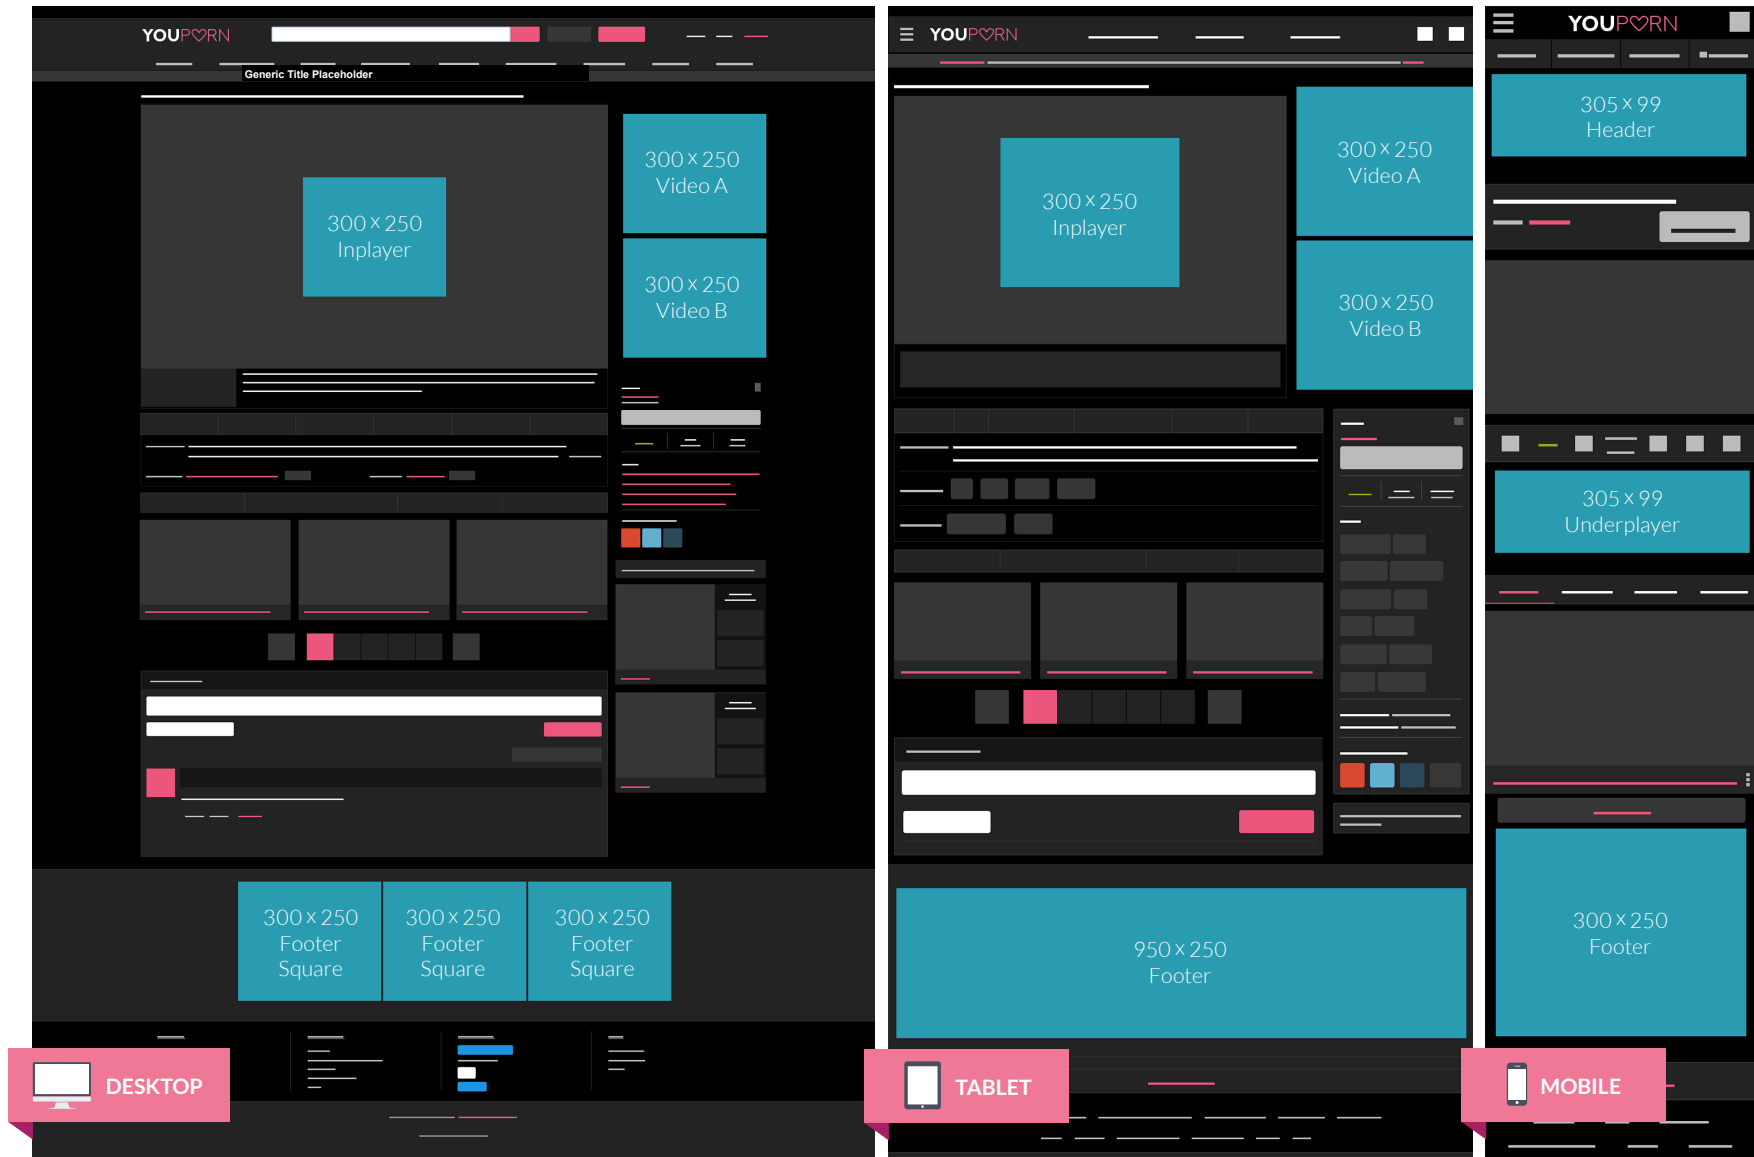 YOUPORN
Generic Title Placeholder
300 x 250
Inplayer
300 x 250
Video A
300 x 250
Video B
300 x 250
Footer
Square
300 x 250
Footer
Square
300 x 250
Footer
Square
DESKTOP
YOUPORN
300 x 250
Inplayer
300 x 250
Video A
300 x 250
Video B
950 x 250
Footer
TABLET
YOUPORN
305 x 99
Header
305 x 99
Underplayer
300 x 250
Footer
MOBILE